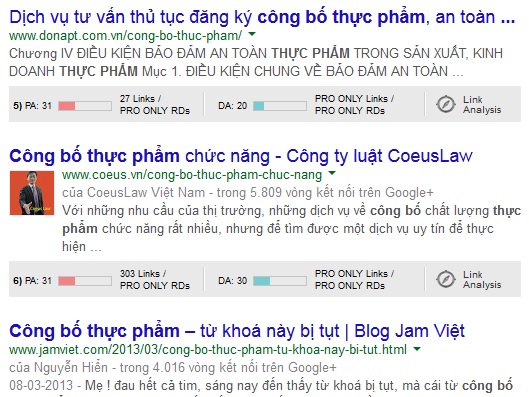 Dịch vụ tư vấn thủ tục đăng ký công bố thực phẩm, an toàn ...
www.donapt.com.vn/cong-bo-thuc-pham/
Chương IV ĐIỀU KIỆN BẢO ĐẢM AN TOÀN THỰC PHẨM TRONG SẢN XUẤT, KINH
DOANH THỰC PHẨM Mục 1. ĐIỀU KIỆN CHUNG VỀ BẢO ĐẢM AN TOÀN ...
5) PA: 31 27 Links / PRO ONLY RDs DA: 20 PRO ONLY Links / PRO ONLY RDs Link Analysis
Công bố thực phẩm chức năng - Công ty luật CoeusLaw
www.coeus.vn/cong-bo-thuc-pham-chuc-nang
của CoeusLaw Việt Nam - trong 5.809 vòng kết nối trên Google+
Với những nhu cầu của thị trường, những dịch vụ về công bố chất lượng thực
phẩm chức năng rất nhiều, nhưng để tìm được một dịch vụ uy tín để thực
hiện ...
Coeus Law
6) PA: 31 303 Links / PRO ONLY RDs DA: 30 PRO ONLY Links / PRO ONLY RDs Link Analysis
Công bố thực phẩm – từ khoá này bị tụt | Blog Jam Việt
www.jamviet.com/2013/03/cong-bo-thuc-pham-tu-khoa-nay-bi-tut.html
của Nguyễn Hiển - trong 4.016 vòng kết nối trên Google+
08-03-2013 - Mẹ ! đau hết cả tim, sáng nay đến thấy từ khoá bị tụt, mà cái từ công bố